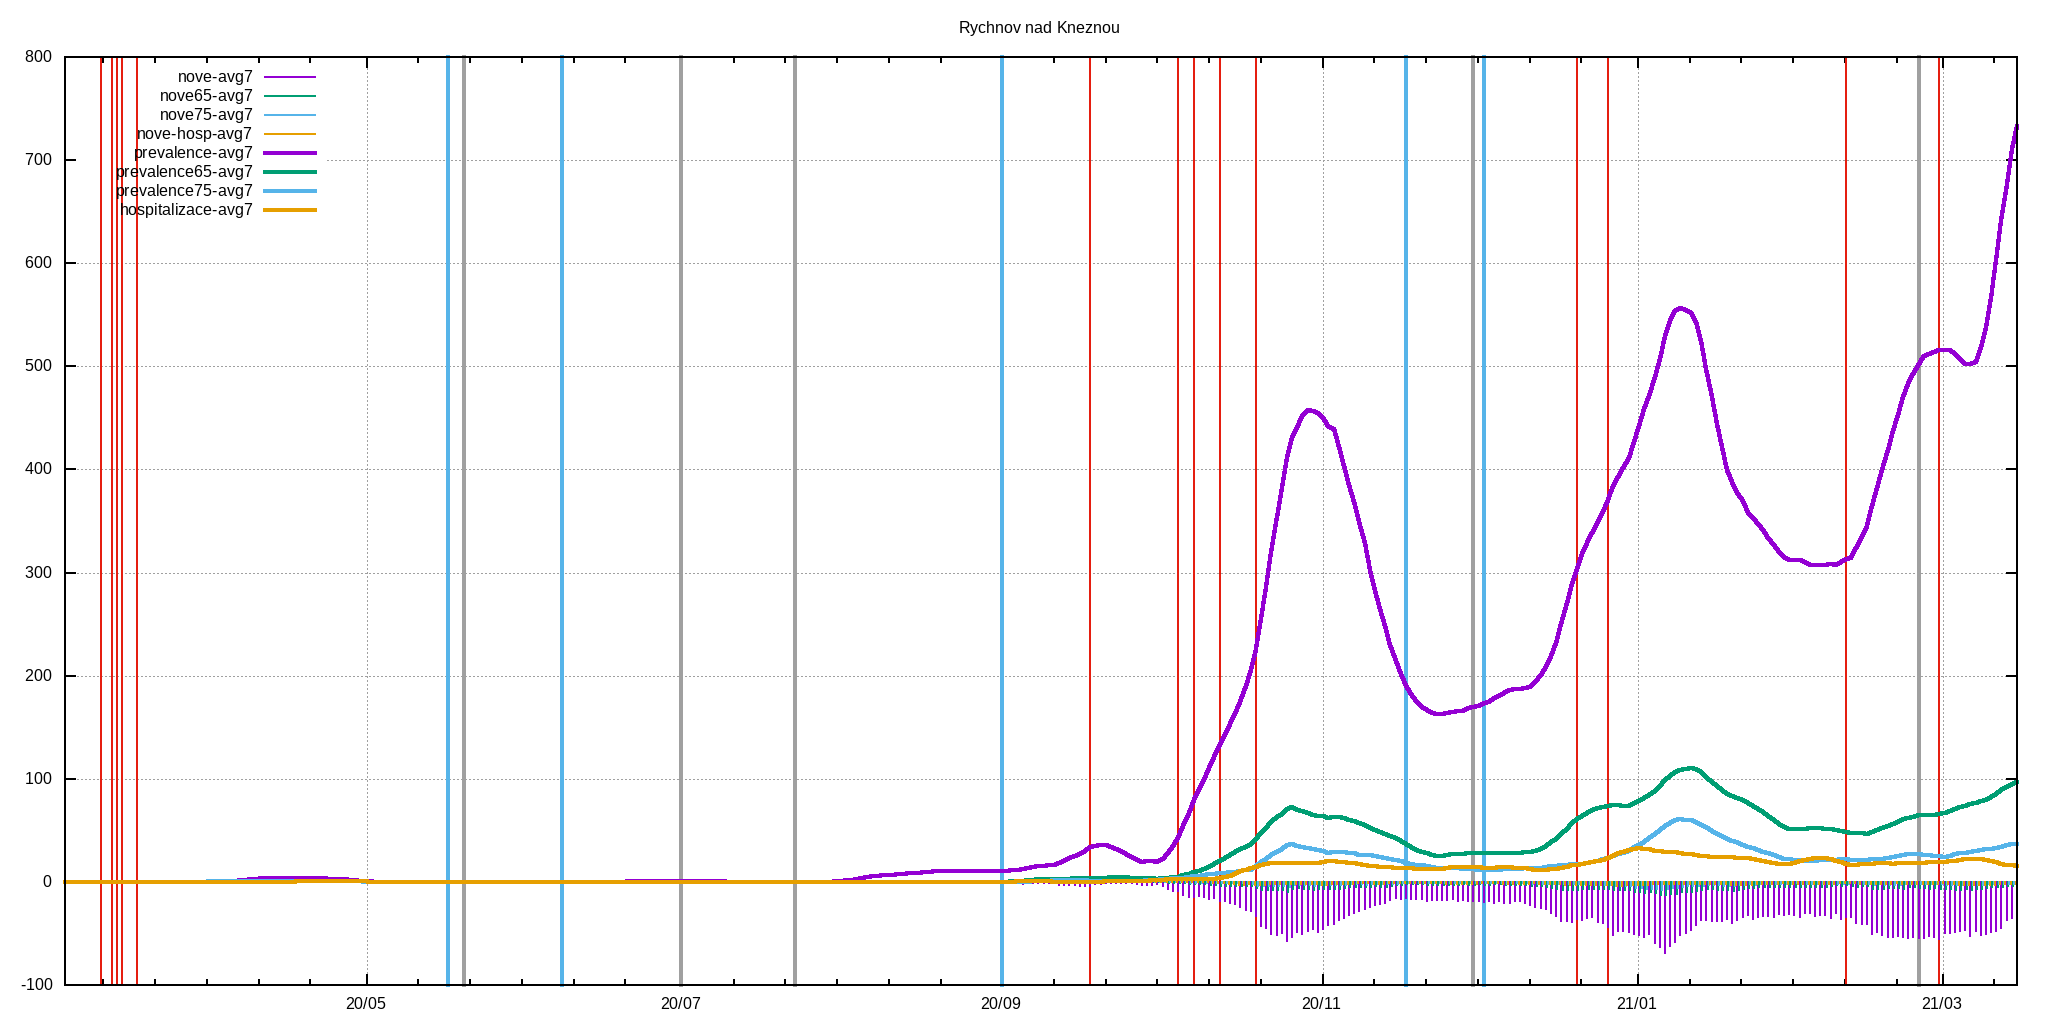 Rychnov nad Kneznou
800
700
600
500
400
300
200
100
0
-100
nove-avg7
nove65-avg7
nove75-avg7
nove-hosp-avg7
prevalence-avg7
prevalence65-avg7
prevalence75-avg7
hospitalizace-avg7
20/05 20/07 20/09 20/11 21/01 21/03